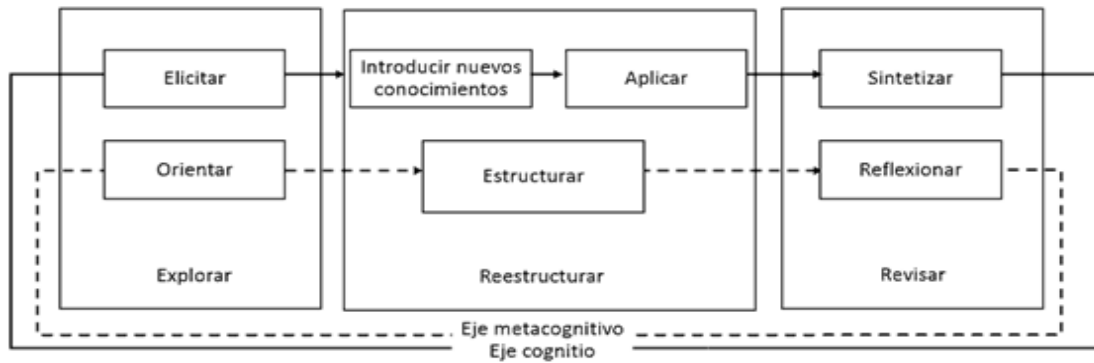 Elicitar
Introducir nuevos
conocimientos
Aplicar
Sintetizar
Orientar
Estructurar
Reflexionar
Explorar
Reestructurar
Revisar
Eje metacognitivo
Eje cognitio